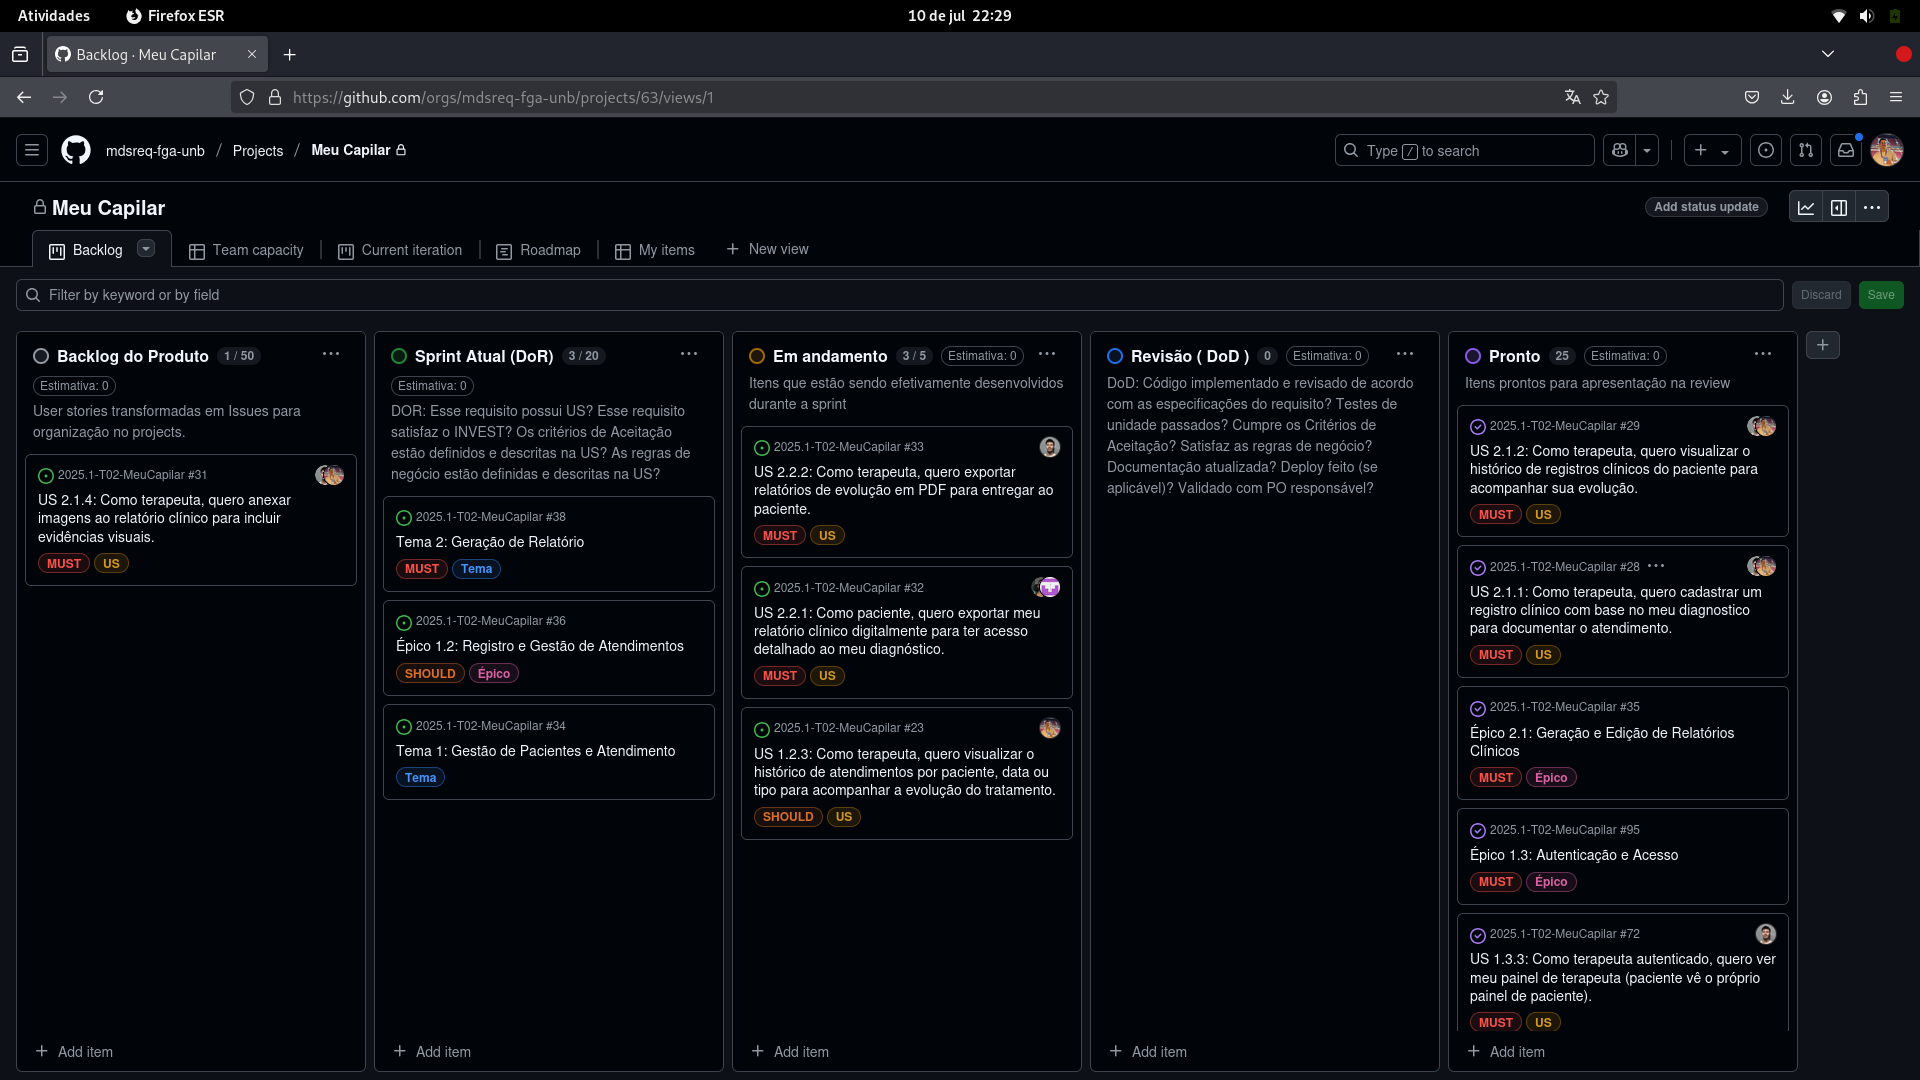 Atividades
Firefox ESR
10 de jul 22:29
Backlog · Meu Capilar
https://github.com/orgs/mdsreq-fga-unb/projects/63/views/1
mdsreq-fga-unb / Projects / Meu Capilar
Type / to search
Meu Capilar
Add status update
Backlog
Team capacity
Current iteration
Roadmap
My items
New view
Filter by keyword or by field
Discard
Save
Backlog do Produto 1 / 50
Estimativa: 0
User stories transformadas em Issues para
organização no projects.
2025.1-T02-MeuCapilar #31
US 2.1.4: Como terapeuta, quero anexar
imagens ao relatório clínico para incluir
evidências visuais.
MUST US
Add item
Sprint Atual (DoR) 3 / 20
Estimativa: 0
DOR: Esse requisito possui US? Esse requisito
satisfaz o INVEST? Os critérios de Aceitação
estão definidos e descritas na US? As regras de
negócio estão definidas e descritas na US?
2025.1-T02-MeuCapilar #38
Tema 2: Geração de Relatório
MUST Tema
2025.1-T02-MeuCapilar #36
Épico 1.2: Registro e Gestão de Atendimentos
SHOULD Épico
2025.1-T02-MeuCapilar #34
Tema 1: Gestão de Pacientes e Atendimento
Tema
Add item
Em andamento 3 / 5 Estimativa: 0
Itens que estão sendo efetivamente desenvolvidos
durante a sprint
2025.1-T02-MeuCapilar #33
US 2.2.2: Como terapeuta, quero exportar
relatórios de evolução em PDF para entregar ao
paciente.
MUST US
2025.1-T02-MeuCapilar #32
US 2.2.1: Como paciente, quero exportar meu
relatório clínico digitalmente para ter acesso
detalhado ao meu diagnóstico.
MUST US
2025.1-T02-MeuCapilar #23
US 1.2.3: Como terapeuta, quero visualizar o
histórico de atendimentos por paciente, data ou
tipo para acompanhar a evolução do tratamento.
SHOULD US
Add item
Revisão ( DoD ) 0 Estimativa: 0
DoD: Código implementado e revisado de acordo
com as especificações do requisito? Testes de
unidade passados? Cumpre os Critérios de
Aceitação? Satisfaz as regras de negócio?
Documentação atualizada? Deploy feito (se
aplicável)? Validado com PO responsável?
Add item
Pronto 25 Estimativa: 0
Itens prontos para apresentação na review
2025.1-T02-MeuCapilar #29
US 2.1.2: Como terapeuta, quero visualizar o
histórico de registros clínicos do paciente para
acompanhar sua evolução.
MUST US
2025.1-T02-MeuCapilar #28
US 2.1.1: Como terapeuta, quero cadastrar um
registro clínico com base no meu diagnostico
para documentar o atendimento.
MUST US
2025.1-T02-MeuCapilar #35
Épico 2.1: Geração e Edição de Relatórios
Clínicos
MUST Épico
2025.1-T02-MeuCapilar #95
Épico 1.3: Autenticação e Acesso
MUST Épico
2025.1-T02-MeuCapilar #72
US 1.3.3: Como terapeuta autenticado, quero ver
meu painel de terapeuta (paciente vê o próprio
painel de paciente).
MUST US
Add item